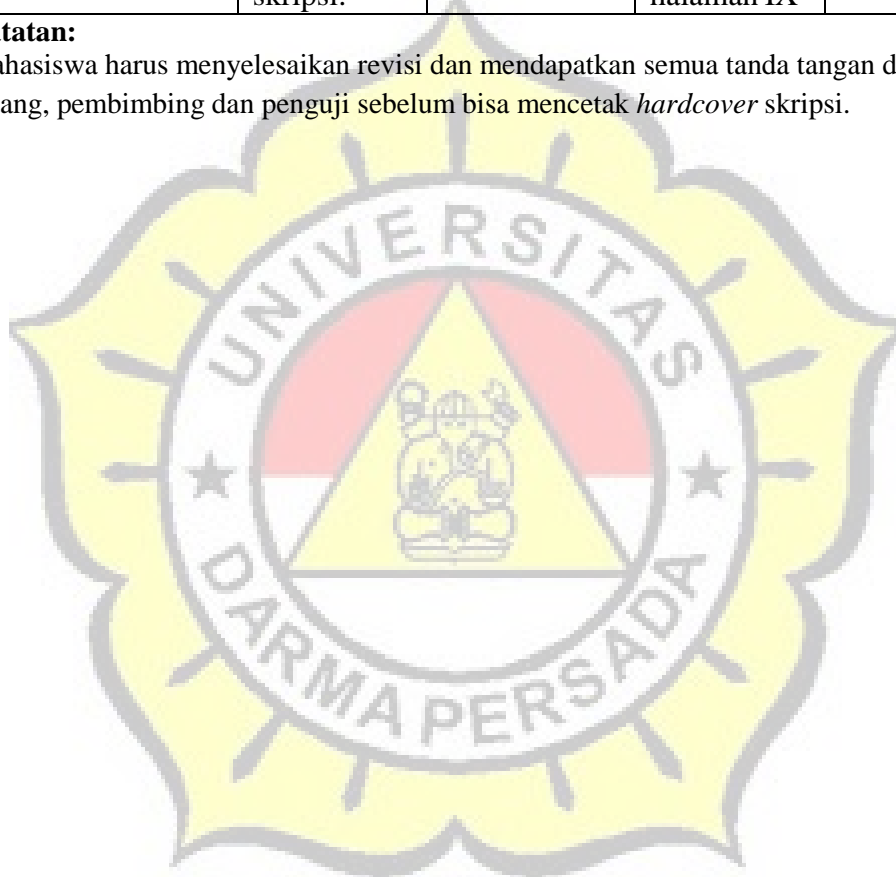 skripsi.
halaman IX
tatan:
ahasiswa harus menyelesaikan revisi dan mendapatkan semua tanda tangan d
ang, pembimbing dan penguji sebelum bisa mencetak hardcover skripsi.
UNIVERSITAS
DARMA PERSADA